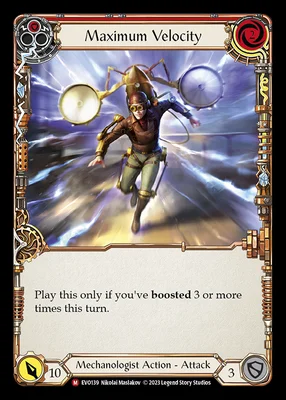 Maximum Velocity
Play this only if you've boosted 3 or more
times this turn.
10
Mechanologist Action - Attack
3
M EVO139 Nikolai Maslakov © 2023 Legend Story Studios